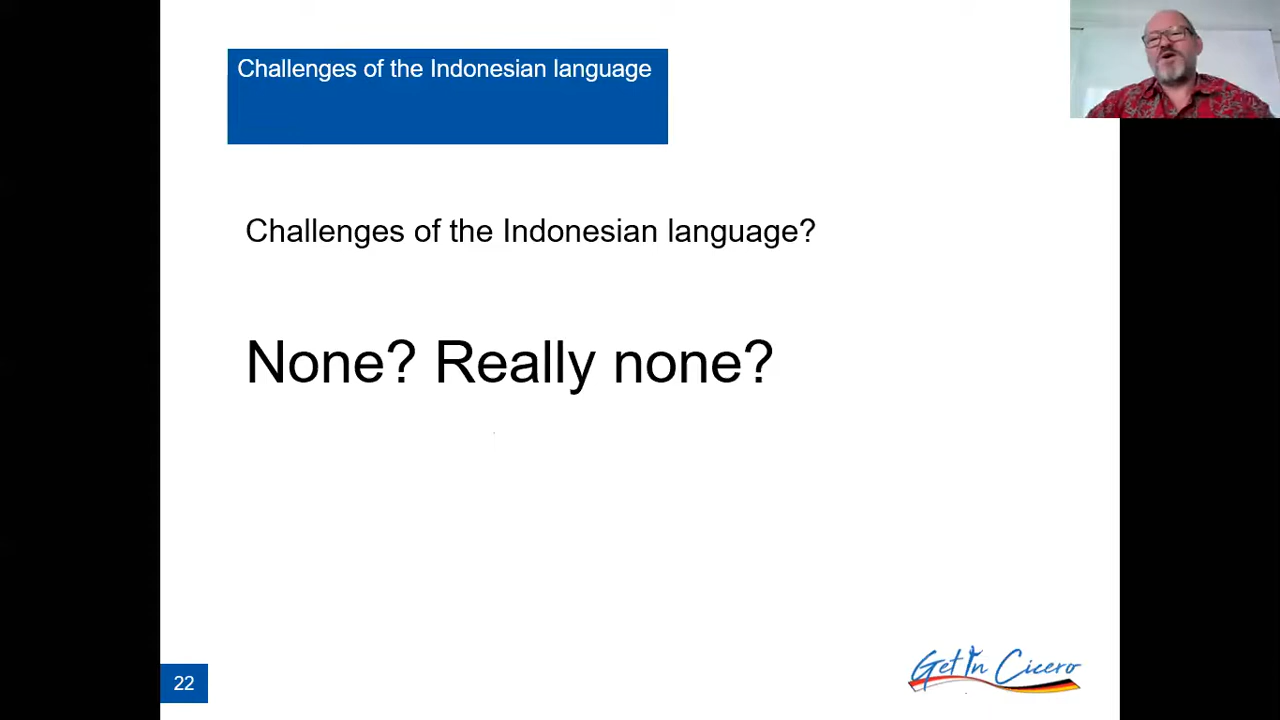 Challenges of the Indonesian language
Challenges of the Indonesian language?
None? Really none?
22
Get in Cicero